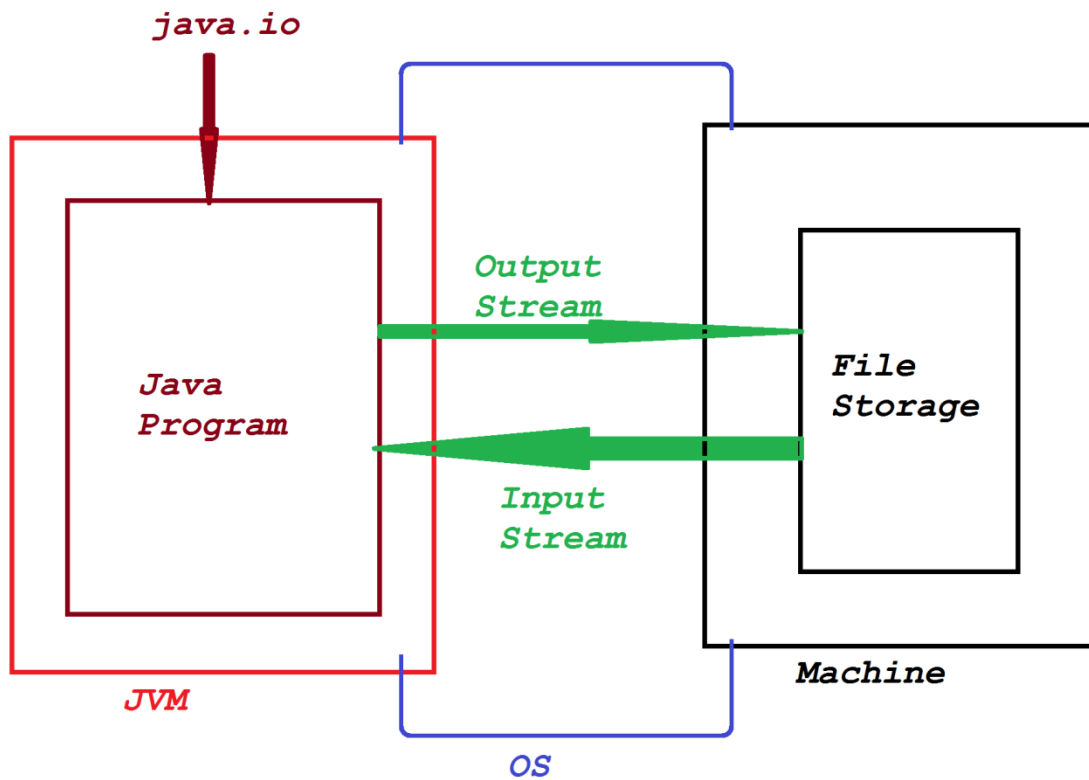 java.io
Output
Stream
Java
Program
File
Storage
Input
Stream
Machine
JVM
OS